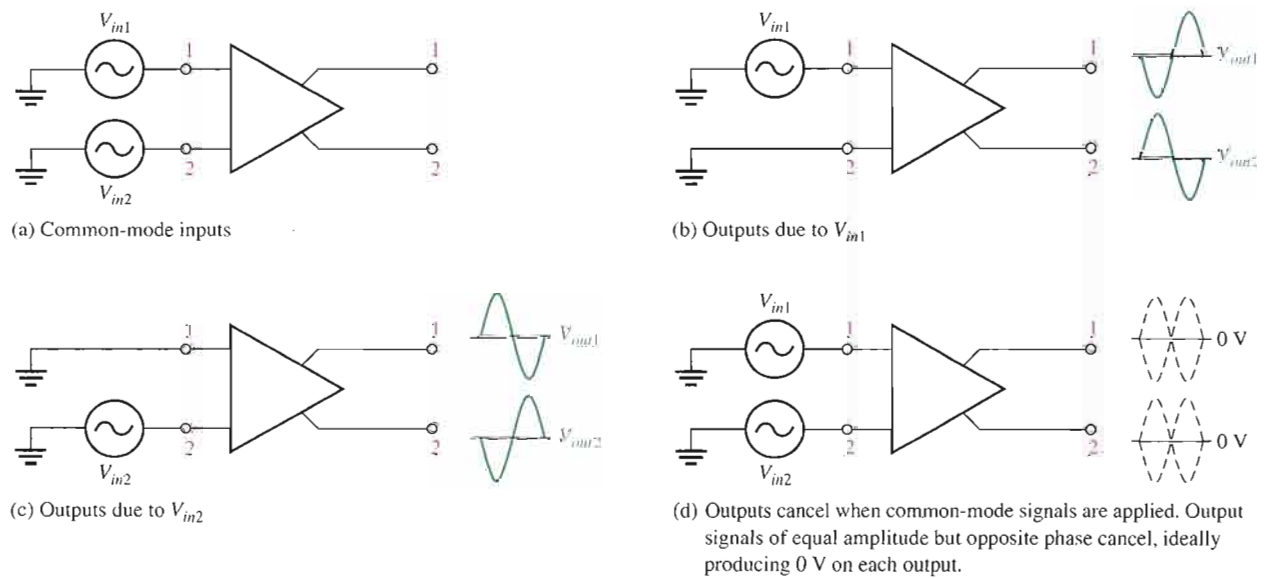 V_in1
1
1
2
2
V_in2
(a) Common-mode inputs
V_in1
1
1
V_out1
2
2
V_out2
(b) Outputs due to V_in1
1
1
V_out1
2
2
V_out2
V_in2
(c) Outputs due to V_in2
V_in1
1
1
0 V
2
2
0 V
V_in2
(d) Outputs cancel when common-mode signals are applied. Output
signals of equal amplitude but opposite phase cancel, ideally
producing 0 V on each output.